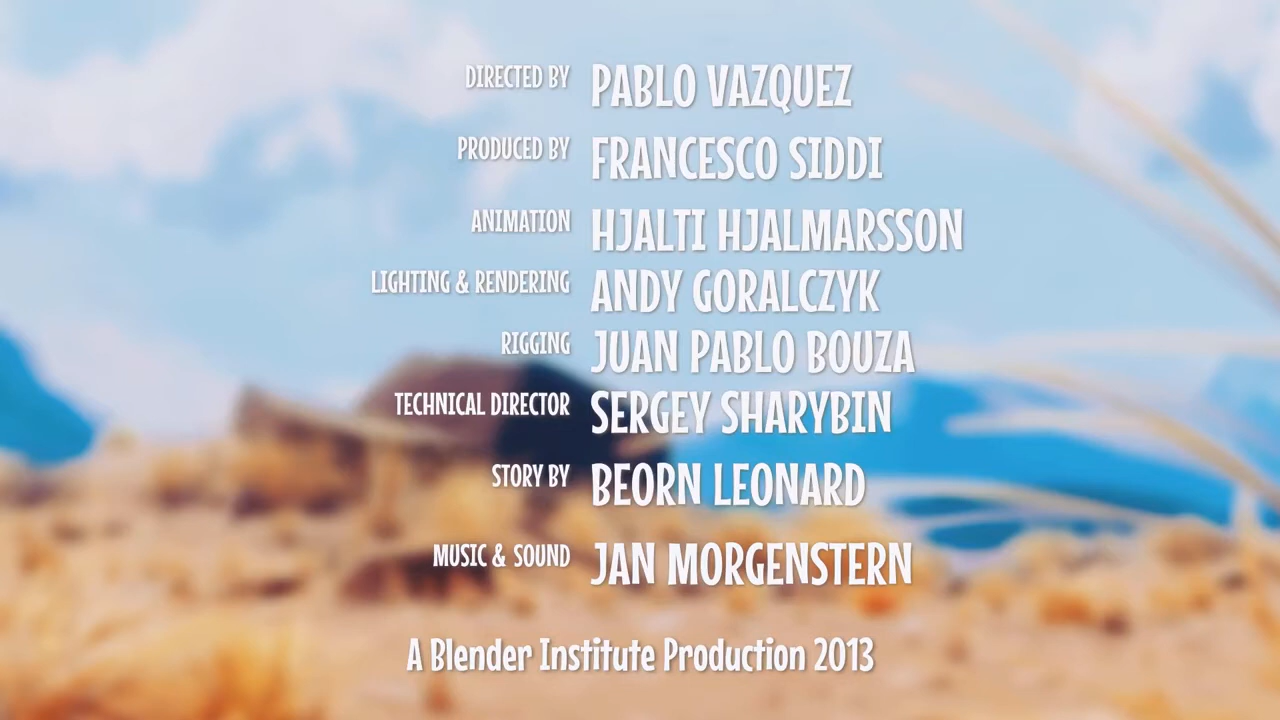 DIRECTED BY PABLO VAZQUEZ
PRODUCED BY FRANCESCO SIDDI
ANIMATION HJALTI HJALMARSSON
LIGHTING & RENDERING ANDY GORALCZYK
RIGGING JUAN PABLO BOUZA
TECHNICAL DIRECTOR SERGEY SHARYBIN
STORY BY BEORN LEONARD
MUSIC & SOUND JAN MORGENSTERN
A Blender Institute Production 2013